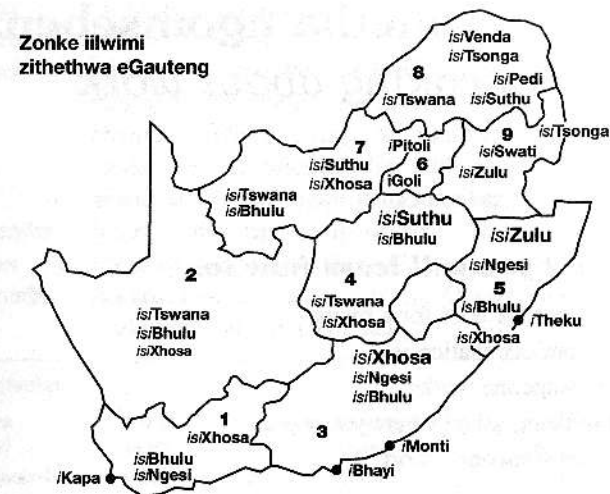 Zonke iilwimi
zithethwa eGauteng
isiVenda
isiTsonga
8
isiPedi
isiTswana
isiSuthu
isiTsonga
9
isiSwati
isiZulu
7
isiSuthu
isiXhosa
iPitoli
6
iGoli
isiTswana
isiBhulu
isiSuthu
isiBhulu
4
isiTswana
isiXhosa
isiZulu
isiNgesi
5
isiBhulu
isiXhosa
iTheku
2
isiTswana
isiBhulu
isiXhosa
isiXhosa
isiNgesi
isiBhulu
3
iMonti
iBhayi
1
isiXhosa
isiBhulu
isiNgesi
iKapa